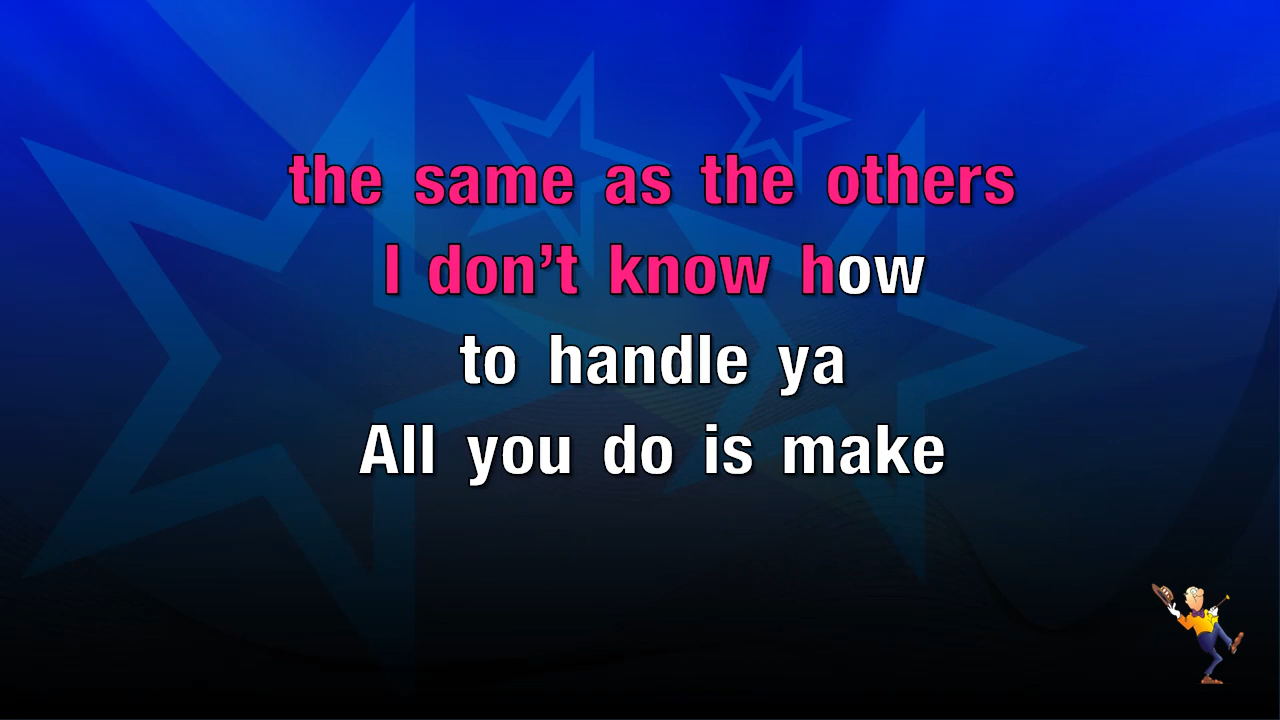 the same as the others
I don’t know how
to handle ya
All you do is make